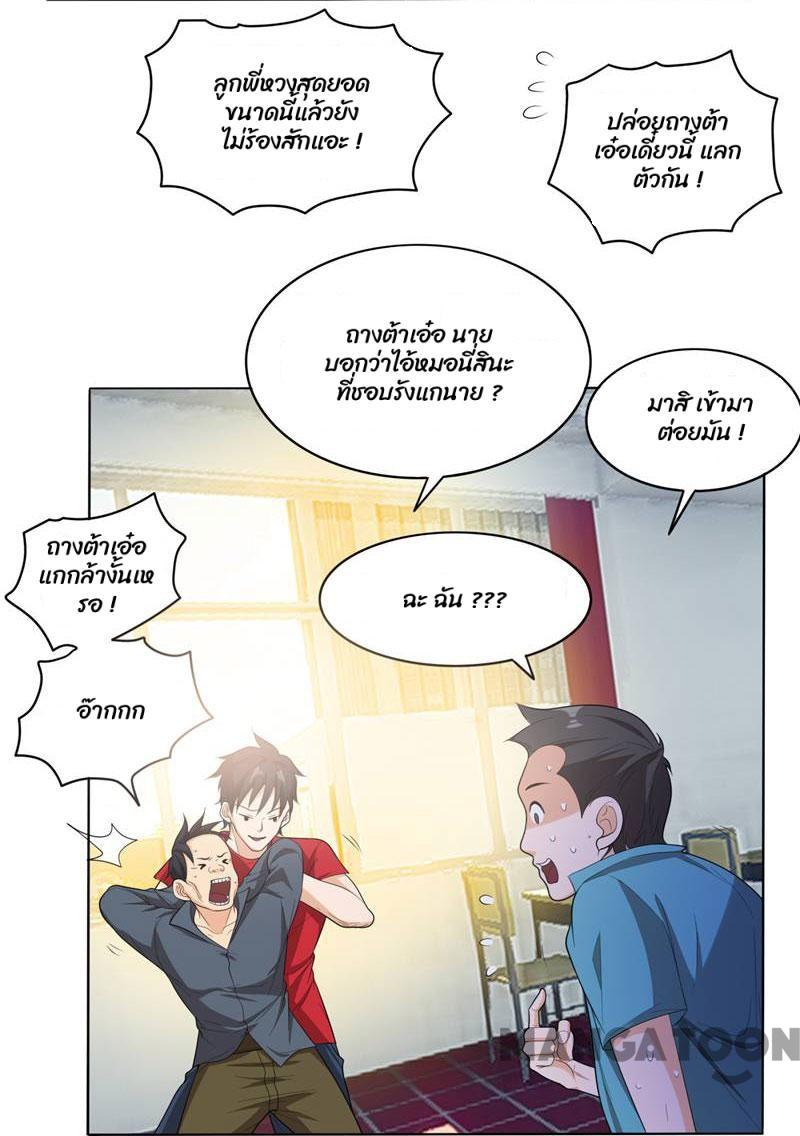 ลูกพี่หวงสุดยอด
ขนาดนี้แล้วยัง
ไม่ร้องสักแอะ !
ปล่อยถางต้า
เอ๋อเดี๋ยวนี้ แลก
ตัวกัน !
ถางต้าเอ๋อ นาย
บอกว่าไอ้หมอนี่สินะ
ที่ชอบรังแกนาย ?
มาสิ เข้ามา
ต่อยมัน !
ถางต้าเอ๋อ
แกกล้างั้นเห
รอ !
ฉะ ฉัน ???
อ๊ากกก
MANGATOON